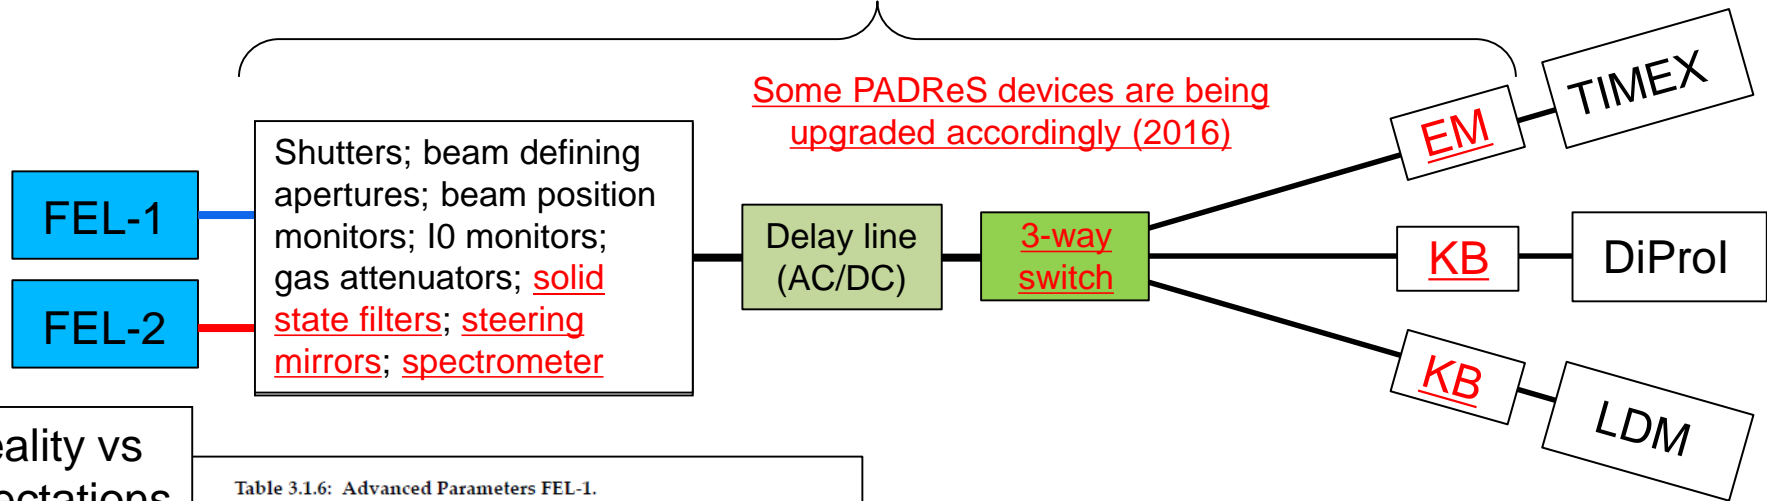 Some PADReS devices are being
upgraded accordingly (2016)
FEL-1
FEL-2
Shutters; beam defining
apertures; beam position
monitors; I0 monitors;
gas attenuators; solid
state filters; steering
mirrors; spectrometer
Delay line
(AC/DC)
3-way
switch
EM
TIMEX
KB
DiProI
KB
LDM
vs
Table 3.1.6: Advanced Parameters FEL-1.